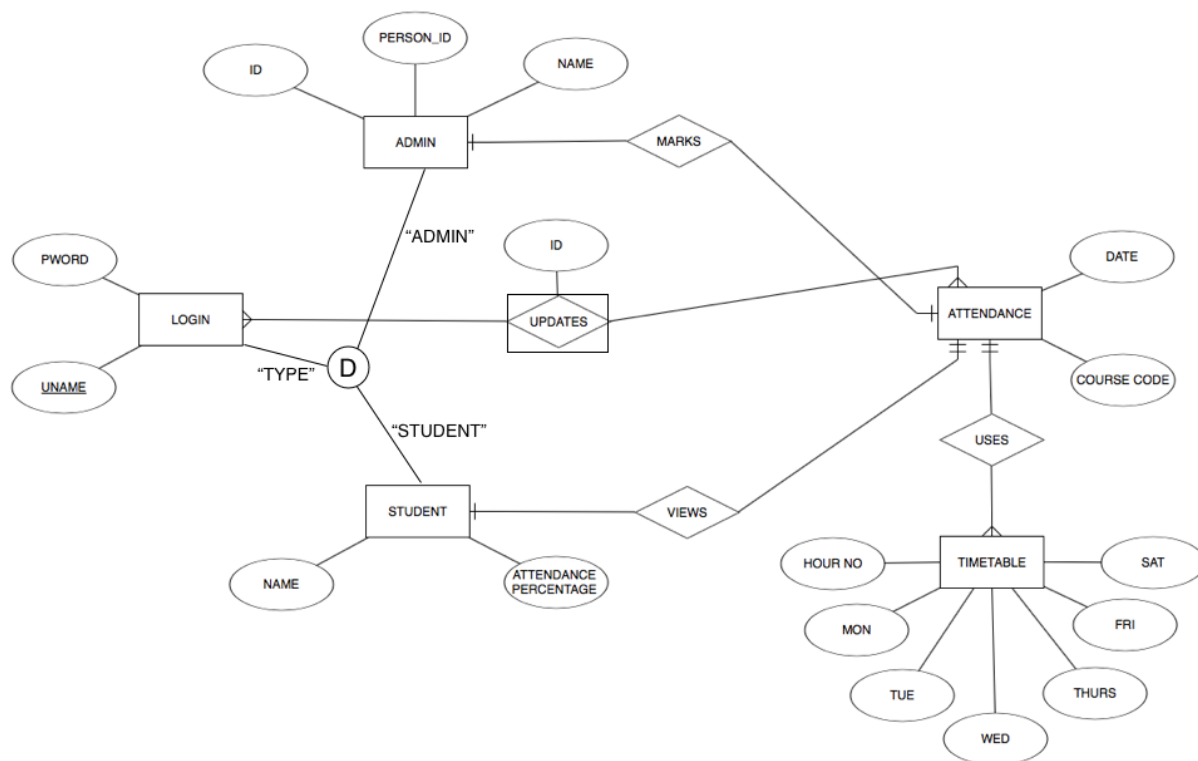 PERSON_ID
ID
NAME
ADMIN
MARKS
“ADMIN”
ID
DATE
PWORD
LOGIN
UPDATES
ATTENDANCE
“TYPE”
D
UNAME
COURSE CODE
“STUDENT”
USES
STUDENT
VIEWS
NAME
ATTENDANCE
PERCENTAGE
HOUR NO
TIMETABLE
SAT
MON
FRI
TUE
THURS
WED